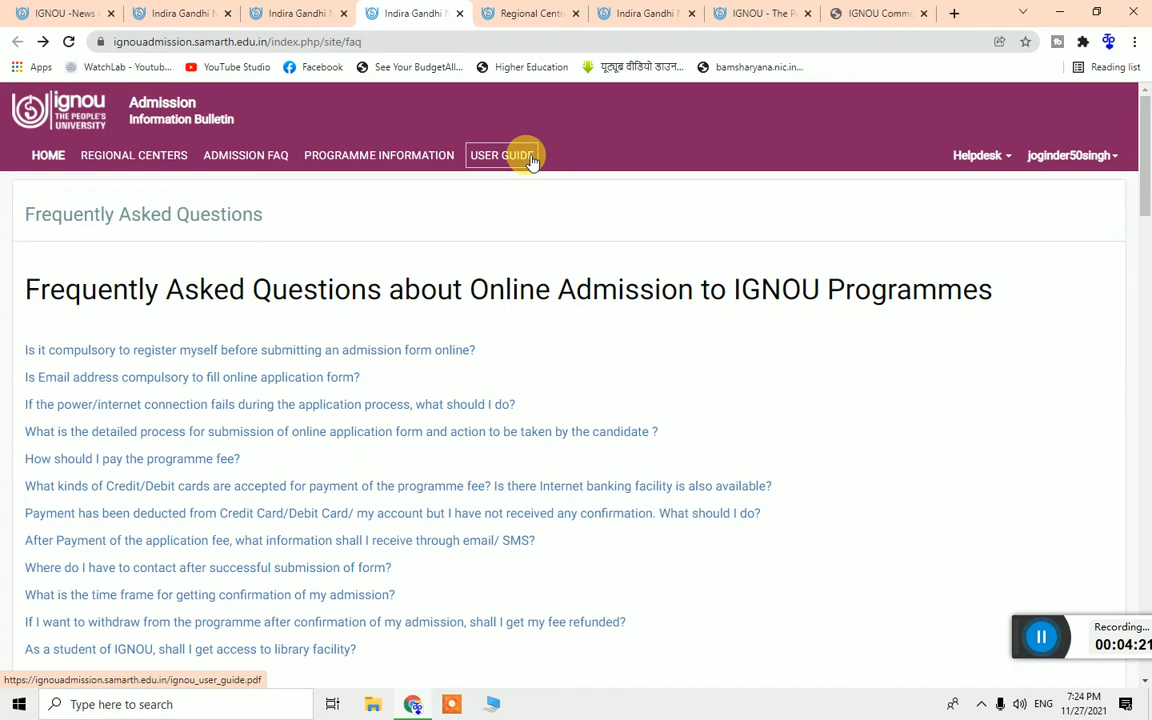 IGNOU -News &
Indira Gandhi N
Indira Gandhi N
Indira Gandhi N
Regional Centre
Indira Gandhi N
IGNOU - The Pe
IGNOU Commo
ignouadmission.samarth.edu.in/index.php/site/faq
Apps
WatchLab - Youtub...
YouTube Studio
Facebook
See Your BudgetAll...
Higher Education
यूट्यूब वीडियो डाउन...
bamsharyana.nic.in...
Reading list
ignou
THE PEOPLE'S
UNIVERSITY
Admission
Information Bulletin
HOME
REGIONAL CENTERS
ADMISSION FAQ
PROGRAMME INFORMATION
USER GUIDE
Helpdesk
joginder50singh
Frequently Asked Questions
Frequently Asked Questions about Online Admission to IGNOU Programmes
Is it compulsory to register myself before submitting an admission form online?
Is Email address compulsory to fill online application form?
If the power/internet connection fails during the application process, what should I do?
What is the detailed process for submission of online application form and action to be taken by the candidate ?
How should I pay the programme fee?
What kinds of Credit/Debit cards are accepted for payment of the programme fee? Is there Internet banking facility is also available?
Payment has been deducted from Credit Card/Debit Card/ my account but I have not received any confirmation. What should I do?
After Payment of the application fee, what information shall I receive through email/ SMS?
Where do I have to contact after successful submission of form?
What is the time frame for getting confirmation of my admission?
If I want to withdraw from the programme after confirmation of my admission, shall I get my fee refunded?
As a student of IGNOU, shall I get access to library facility?
Recording...
00:04:21
https://ignouadmission.samarth.edu.in/ignou_user_guide.pdf
Type here to search
ENG
7:24 PM
11/27/2021